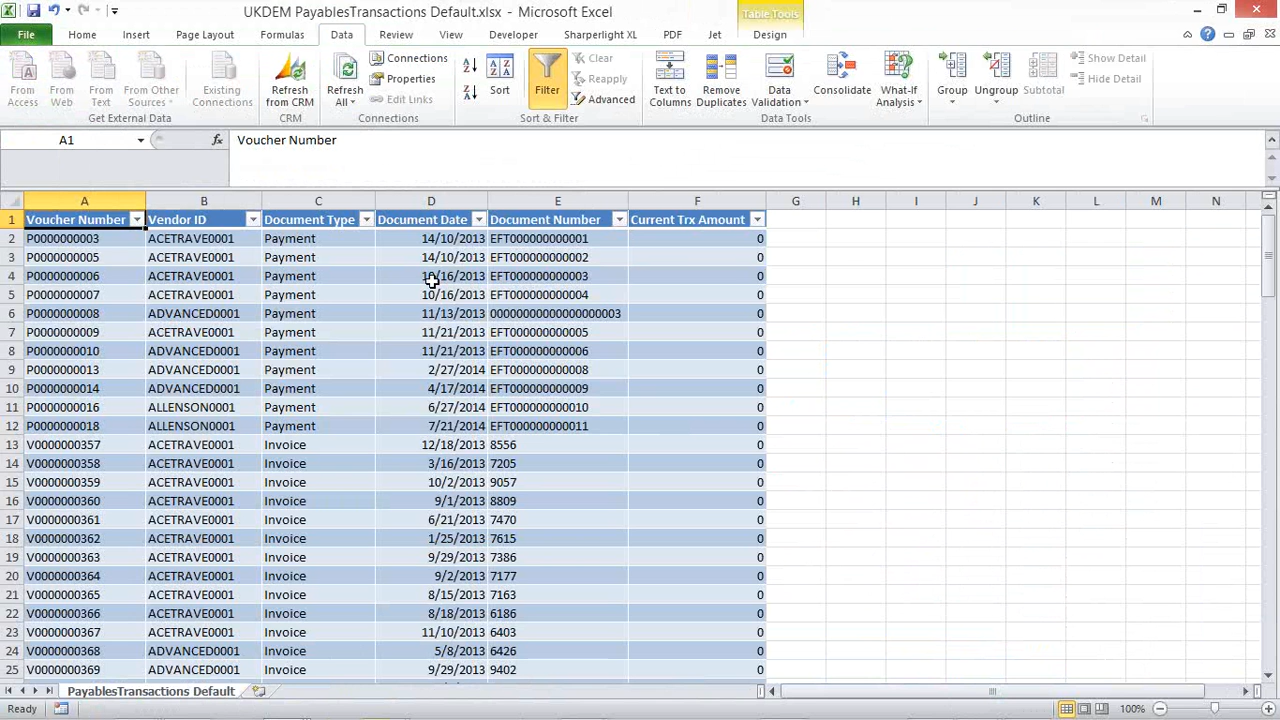 UKDEM PayablesTransactions Default.xlsx - Microsoft Excel
Table Tools
File Home Insert Page Layout Formulas Data Review View Developer Sharperlight XL PDF Jet Design
From Access From Web From Text From Other Sources Existing Connections
Get External Data
Refresh from CRM
CRM
Refresh All Connections Properties Edit Links
Connections
Sort Filter Clear Reapply Advanced
Sort & Filter
Text to Columns Remove Duplicates Data Validation Consolidate What-If Analysis
Data Tools
Group Ungroup Subtotal Show Detail Hide Detail
Outline
A1 fx Voucher Number
A B C D E F G H I J K L M N
1 Voucher Number Vendor ID Document Type Document Date Document Number Current Trx Amount
2 P0000000003 ACETRAVE0001 Payment 14/10/2013 EFT000000000001 0
3 P0000000005 ACETRAVE0001 Payment 14/10/2013 EFT000000000002 0
4 P0000000006 ACETRAVE0001 Payment 10/16/2013 EFT000000000003 0
5 P0000000007 ACETRAVE0001 Payment 10/16/2013 EFT000000000004 0
6 P0000000008 ADVANCED0001 Payment 11/13/2013 00000000000000000003 0
7 P0000000009 ACETRAVE0001 Payment 11/21/2013 EFT000000000005 0
8 P0000000010 ADVANCED0001 Payment 11/21/2013 EFT000000000006 0
9 P0000000013 ADVANCED0001 Payment 2/27/2014 EFT000000000008 0
10 P0000000014 ADVANCED0001 Payment 4/17/2014 EFT000000000009 0
11 P0000000016 ALLENSON0001 Payment 6/27/2014 EFT000000000010 0
12 P0000000018 ALLENSON0001 Payment 7/21/2014 EFT000000000011 0
13 V0000000357 ACETRAVE0001 Invoice 12/18/2013 8556 0
14 V0000000358 ACETRAVE0001 Invoice 3/16/2013 7205 0
15 V0000000359 ACETRAVE0001 Invoice 10/2/2013 9057 0
16 V0000000360 ACETRAVE0001 Invoice 9/1/2013 8809 0
17 V0000000361 ACETRAVE0001 Invoice 6/21/2013 7470 0
18 V0000000362 ACETRAVE0001 Invoice 1/25/2013 7615 0
19 V0000000363 ACETRAVE0001 Invoice 9/29/2013 7386 0
20 V0000000364 ACETRAVE0001 Invoice 9/2/2013 7177 0
21 V0000000365 ACETRAVE0001 Invoice 8/15/2013 7163 0
22 V0000000366 ACETRAVE0001 Invoice 8/18/2013 6186 0
23 V0000000367 ACETRAVE0001 Invoice 11/10/2013 6403 0
24 V0000000368 ADVANCED0001 Invoice 5/8/2013 6426 0
25 V0000000369 ADVANCED0001 Invoice 9/29/2013 9402 0
PayablesTransactions Default
Ready 100%